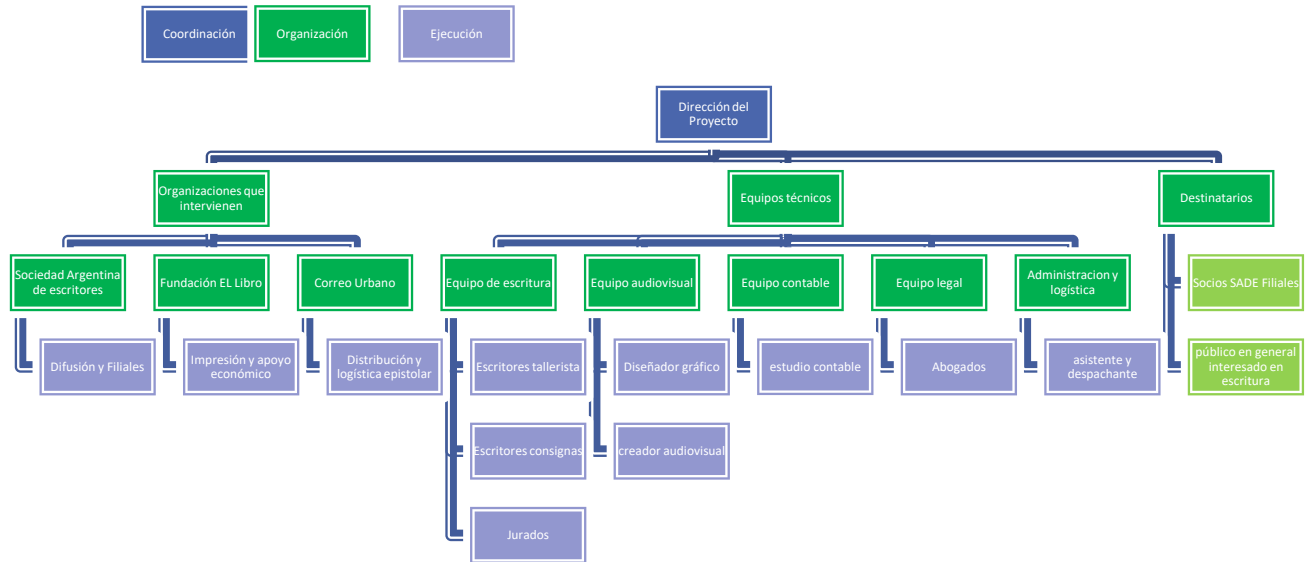 Coordinación
Organización
Ejecución
Dirección del
Proyecto
Organizaciones que
intervienen
Equipos técnicos
Destinatarios
Sociedad Argentina
de escritores
Fundación EL Libro
Correo Urbano
Equipo de escritura
Equipo audiovisual
Equipo contable
Equipo legal
Administracion y
logística
Socios SADE Filiales
Difusión y Filiales
Impresión y apoyo
económico
Distribución y
logística epistolar
Escritores tallerista
Diseñador gráfico
estudio contable
Abogados
asistente y
despachante
público en general
interesado en
escritura
Escritores consignas
creador audiovisual
Jurados